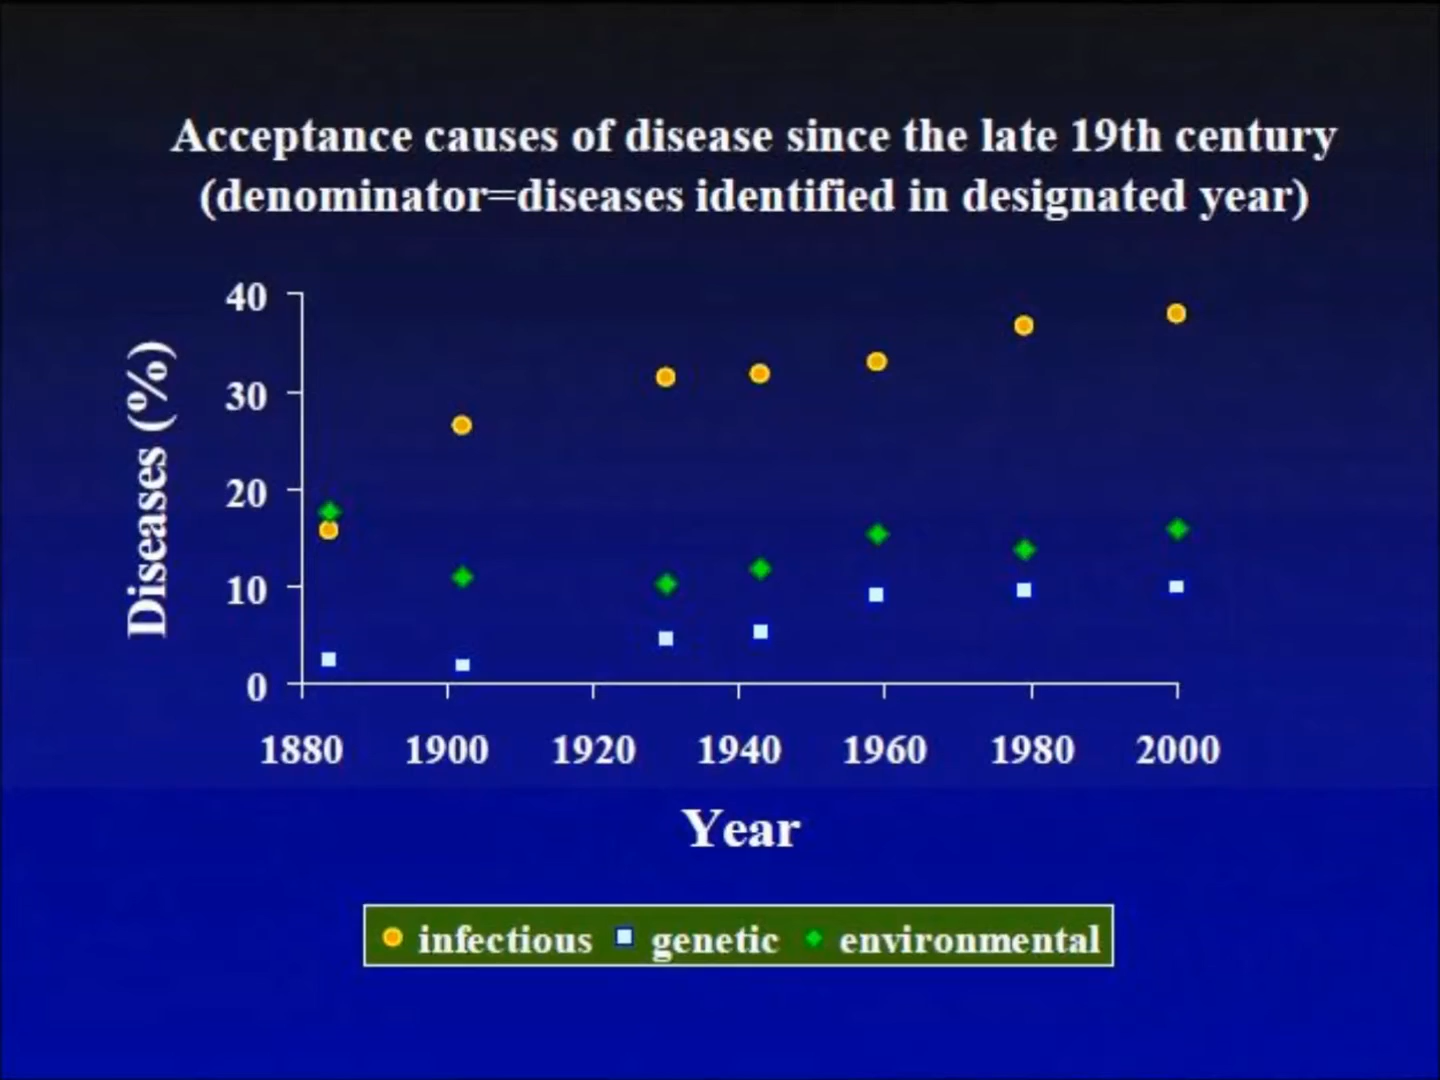 Acceptance causes of disease since the late 19th century
(denominator=diseases identified in designated year)
40
30
20
10
0
Diseases (%)
1880 1900 1920 1940 1960 1980 2000
Year
infectious genetic environmental